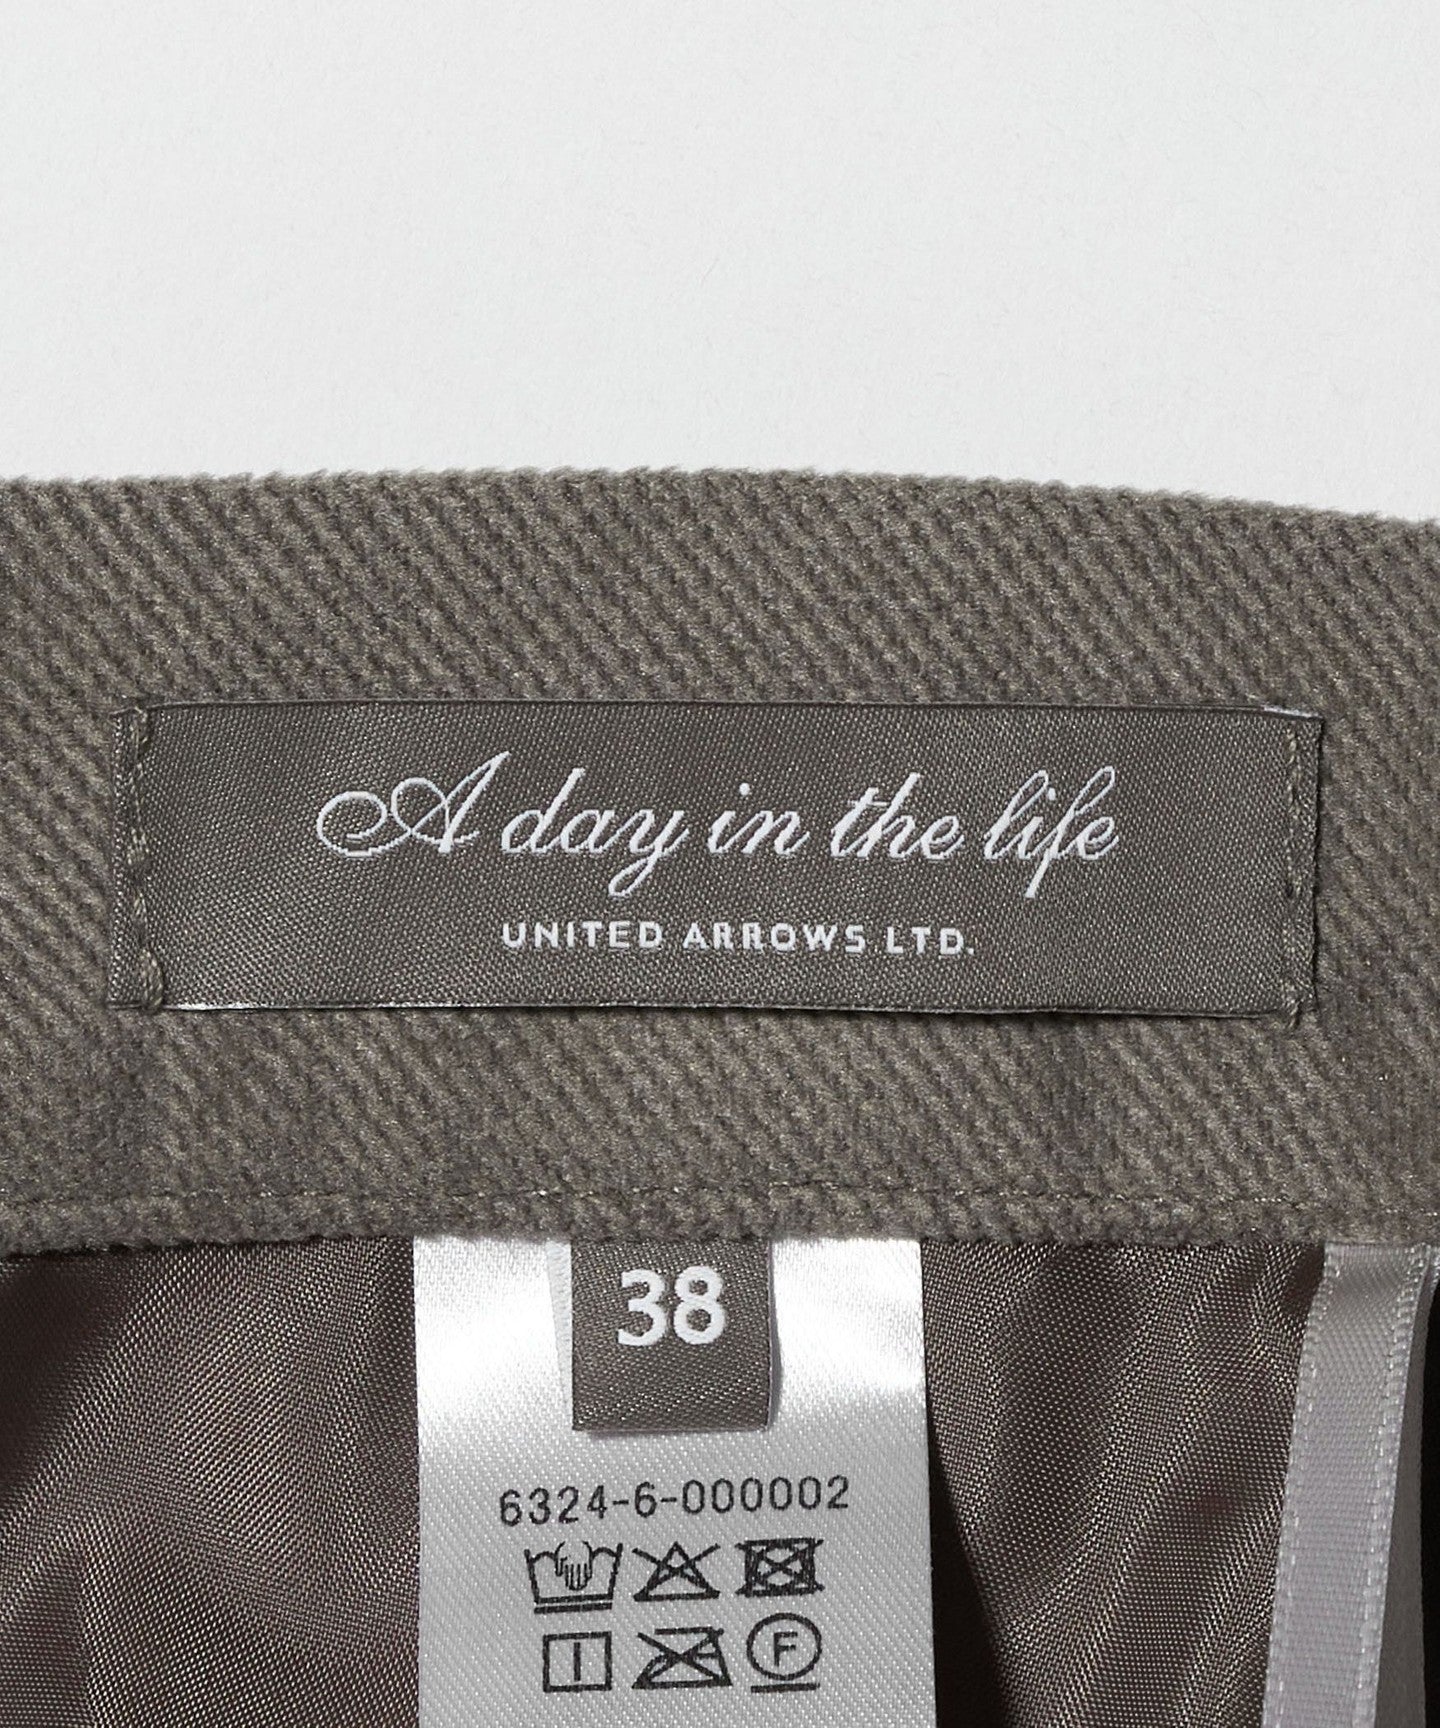 A day in the life
UNITED ARROWS LTD.
38
6324-6-000002
F